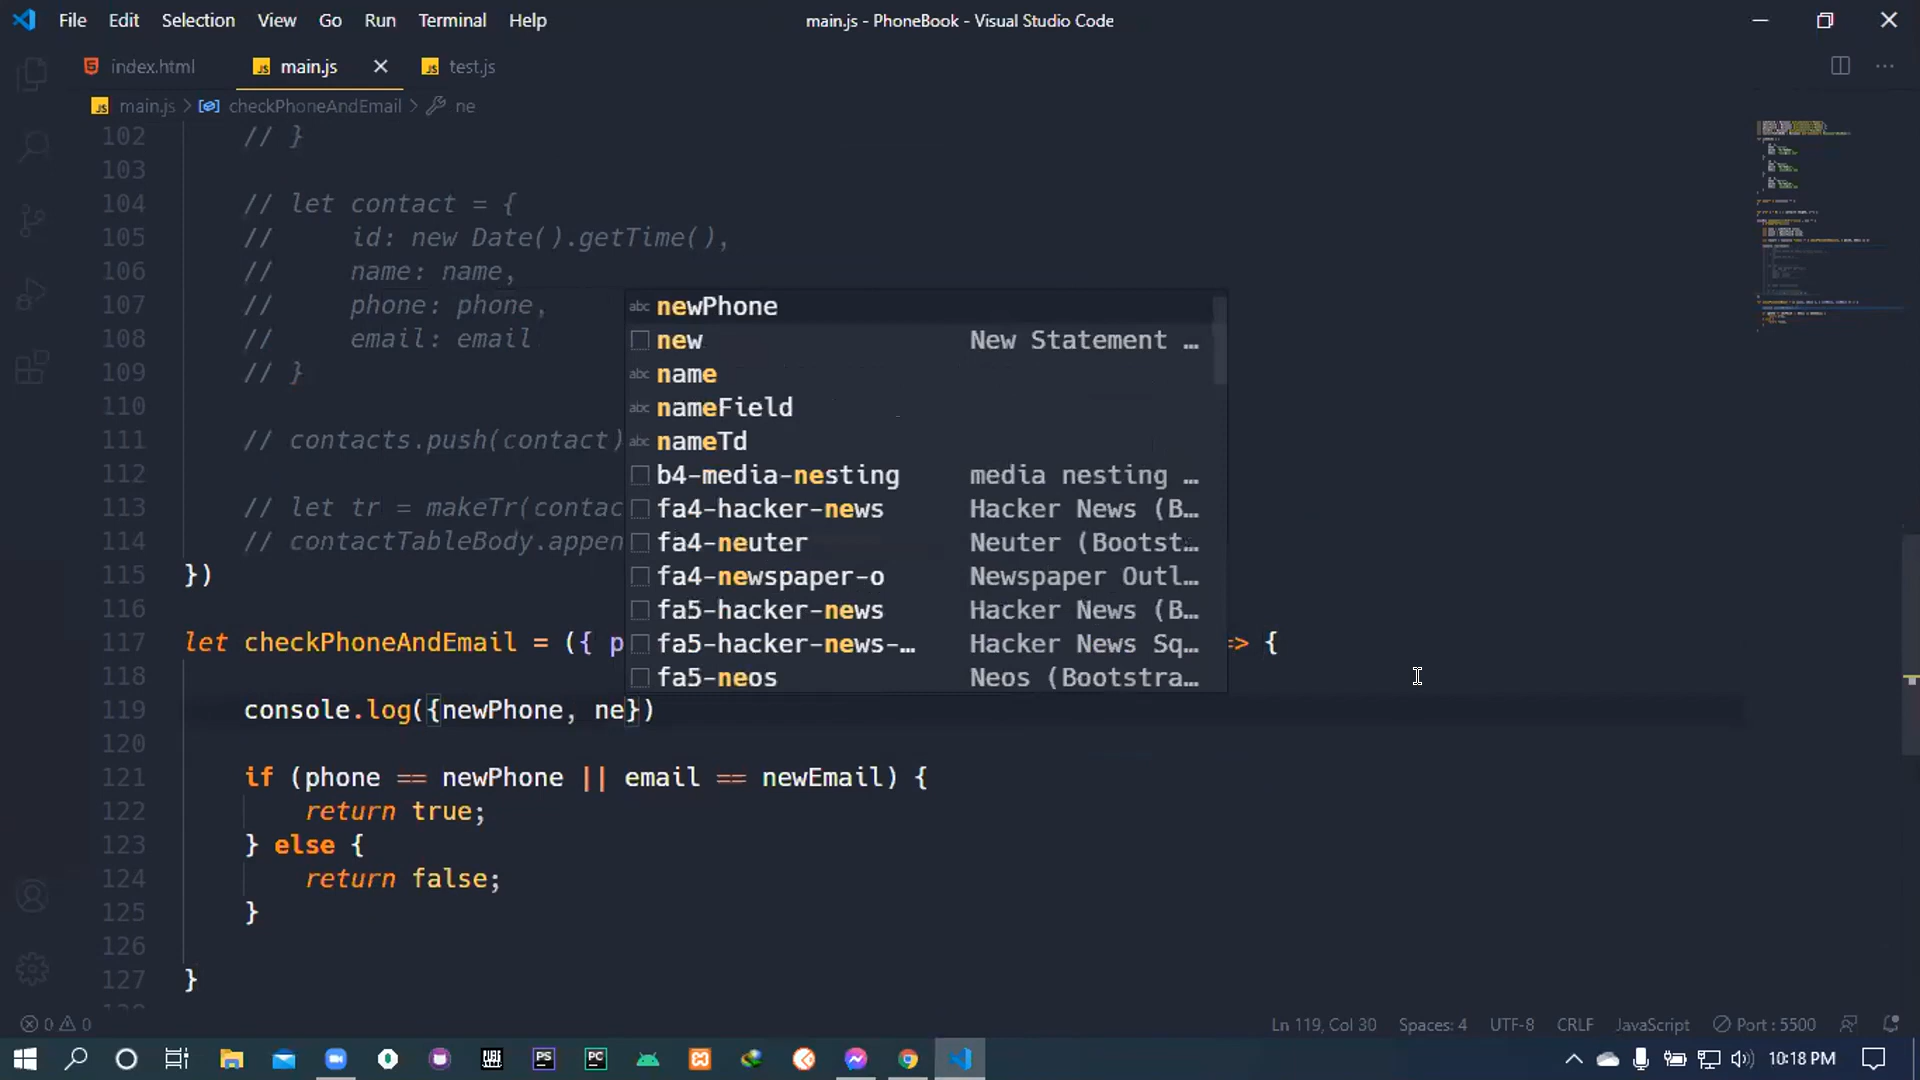 File Edit Selection View Go Run Terminal Help
main.js - PhoneBook - Visual Studio Code
index.html main.js test.js
main.js > checkPhoneAndEmail > ne
102 // }
103
104 // let contact = {
105 //     id: new Date().getTime(),
106 //     name: name,
107 //     phone: phone,
108 //     email: email
109 // }
110
111 // contacts.push(contact)
112
113 // let tr = makeTr(contac
114 // contactTableBody.appen
115 })
116
117 let checkPhoneAndEmail = ({ p => {
118
119 console.log({newPhone, ne})
120
121 if (phone == newPhone || email == newEmail) {
122 return true;
123 } else {
124 return false;
125 }
126
127 }
abc newPhone
new New Statement …
abc name
abc nameField
abc nameTd
b4-media-nesting media nesting …
fa4-hacker-news Hacker News (B…
fa4-neuter Neuter (Bootst…
fa4-newspaper-o Newspaper Outl…
fa5-hacker-news Hacker News (B…
fa5-hacker-news-… Hacker News Sq…
fa5-neos Neos (Bootstra…
0 0 Ln 119, Col 30 Spaces: 4 UTF-8 CRLF JavaScript Port : 5500
PS PC 10:18 PM